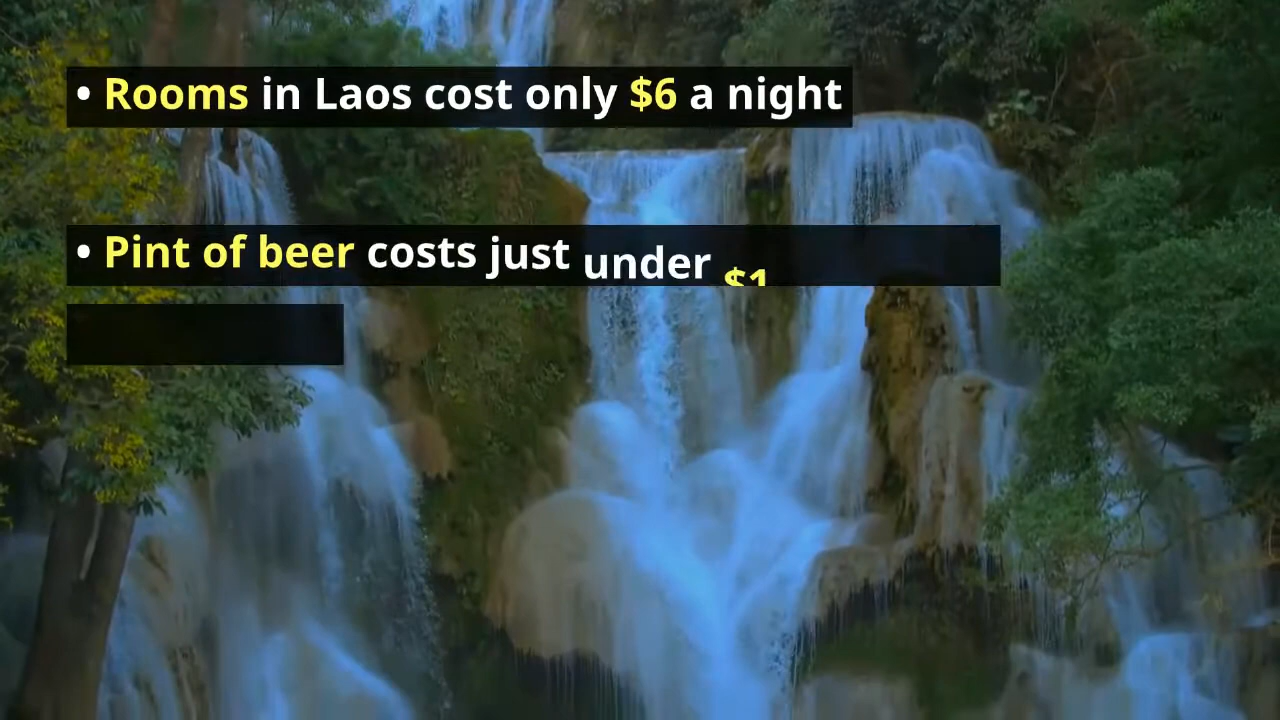 • Rooms in Laos cost only $6 a night
• Pint of beer costs just under $1